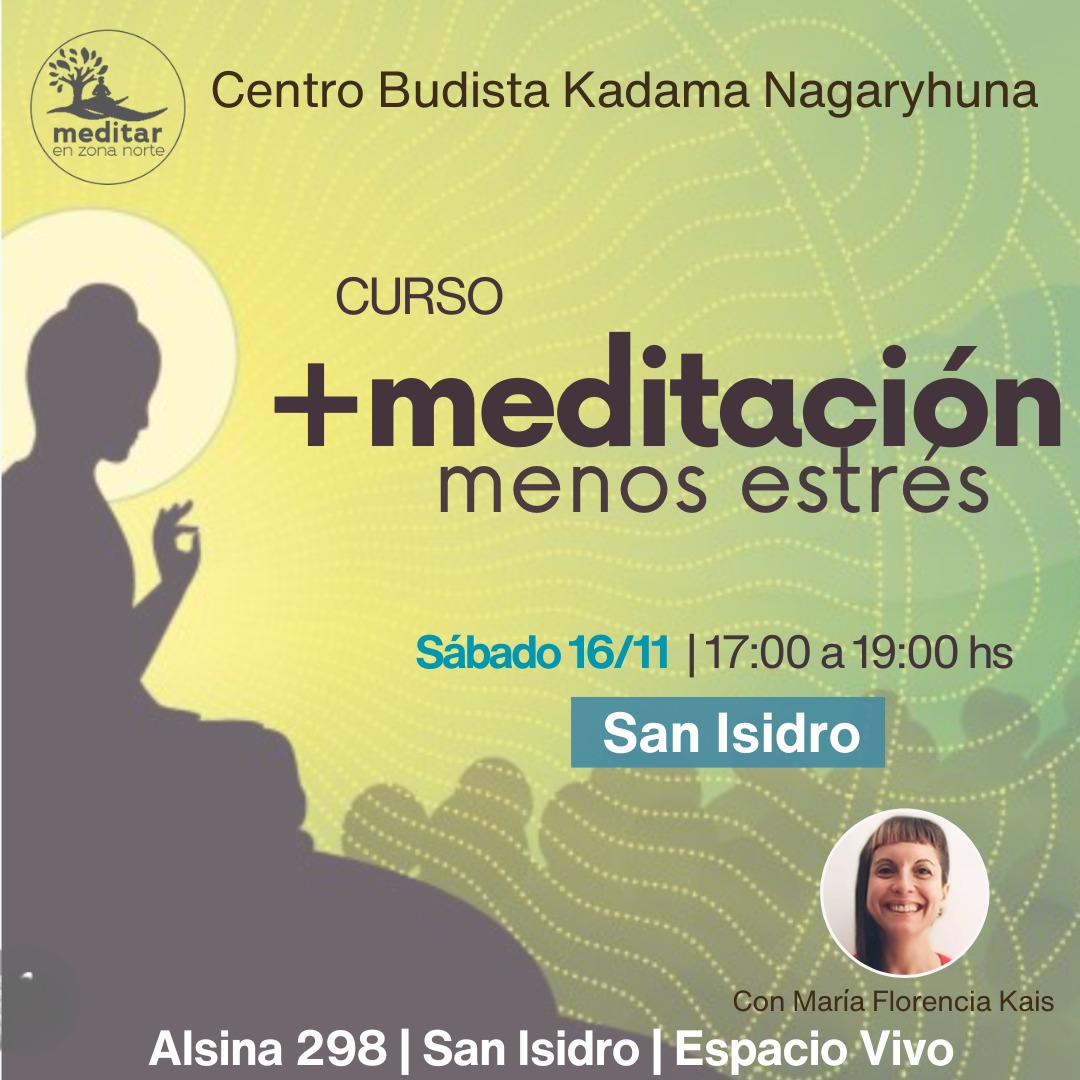 meditar
en zona norte
Centro Budista Kadama Nagaryhuna
CURSO
+meditación
menos estrés
Sábado 16/11 | 17:00 a 19:00 hs
San Isidro
Con María Florencia Kais
Alsina 298 | San Isidro | Espacio Vivo